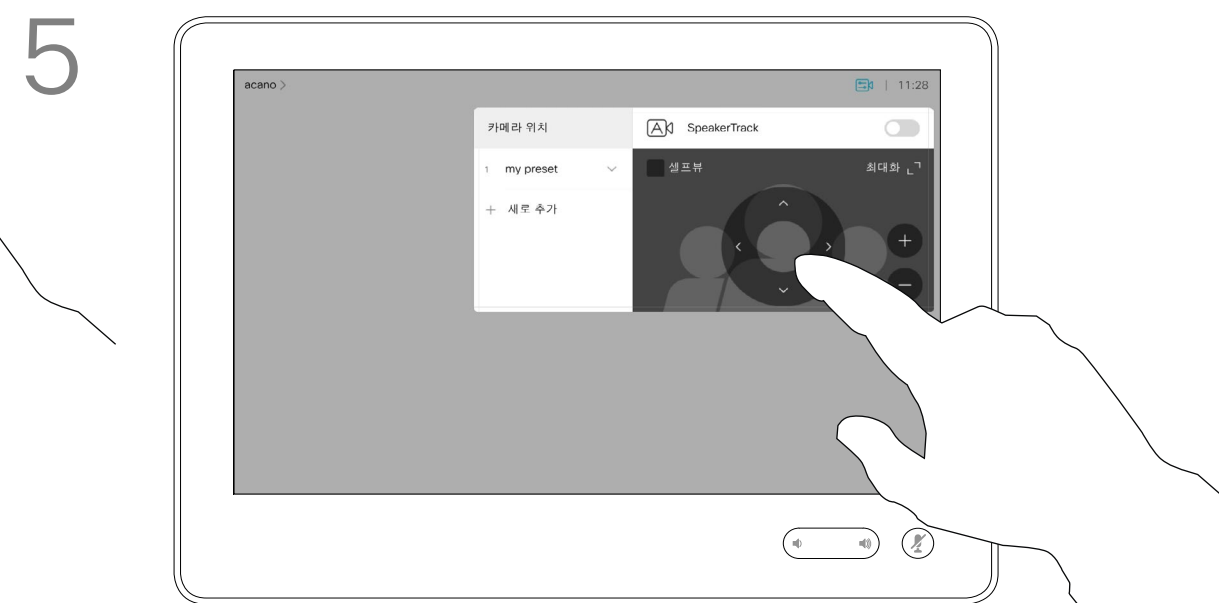 5
acano
11:28
카메라 위치
SpeakerTrack
1 my preset
셀프뷰
최대화
+ 새로 추가